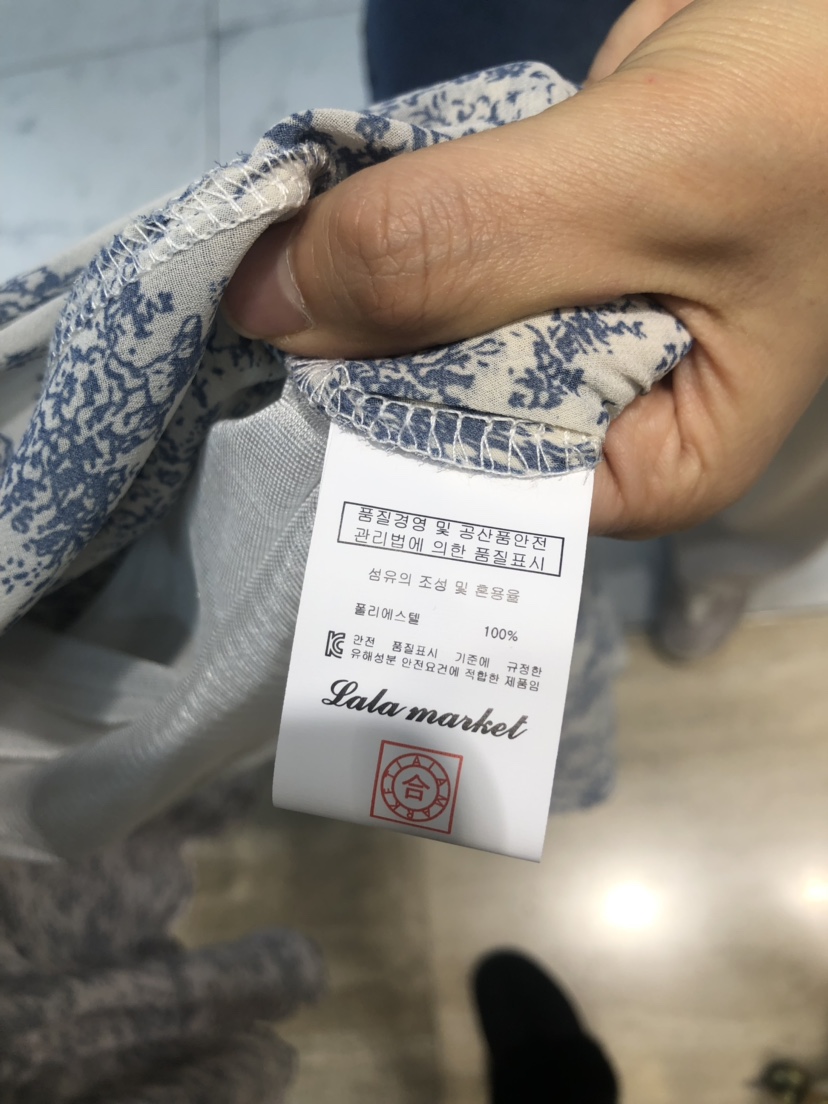 품질경영 및 공산품안전
관리법에 의한 품질표시
섬유의 조성 및 혼용율
폴리에스텔 100%
안전 품질표시 기준에 규정한
유해성분 안전요건에 적합한 제품임
Lala market
LALAMARKET
合